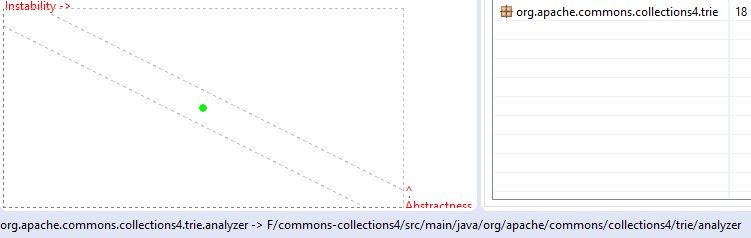 Instability ->
org.apache.commons.collections4.trie 18
^
Abstractness
org.apache.commons.collections4.trie.analyzer -> F/commons-collections4/src/main/java/org/apache/commons/collections4/trie/analyzer